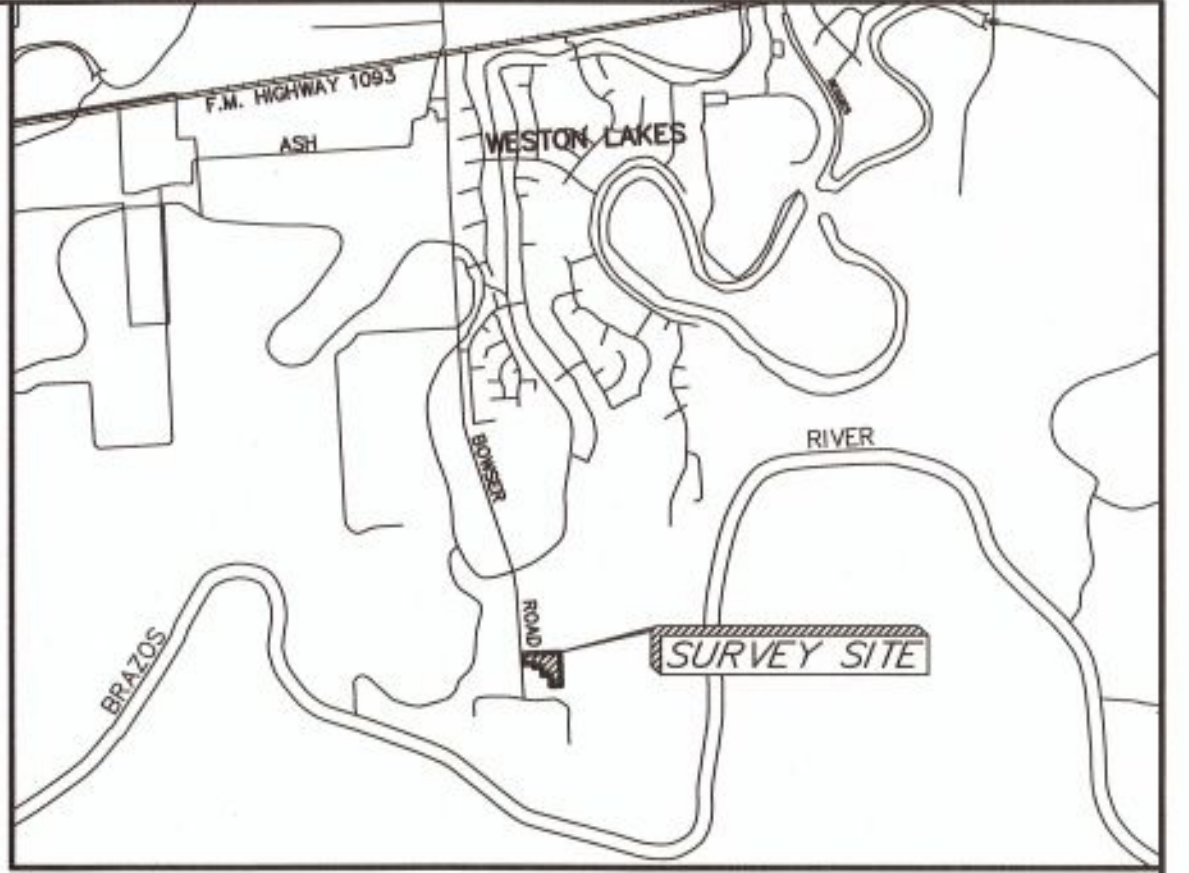 F.M. HIGHWAY 1093
ASH
WESTON LAKES
RIVER
BOWSER
ROAD
BRAZOS
SURVEY SITE